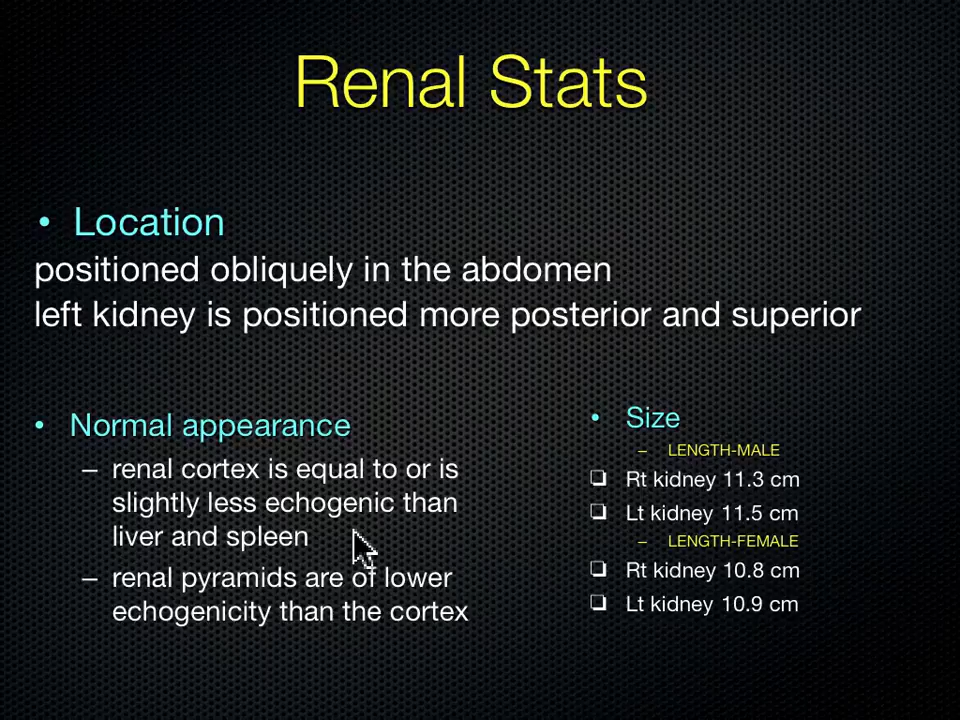 Renal Stats
• Location
positioned obliquely in the abdomen
left kidney is positioned more posterior and superior
• Normal appearance
– renal cortex is equal to or is
slightly less echogenic than
liver and spleen
– renal pyramids are of lower
echogenicity than the cortex
• Size
– LENGTH-MALE
❑ Rt kidney 11.3 cm
❑ Lt kidney 11.5 cm
– LENGTH-FEMALE
❑ Rt kidney 10.8 cm
❑ Lt kidney 10.9 cm